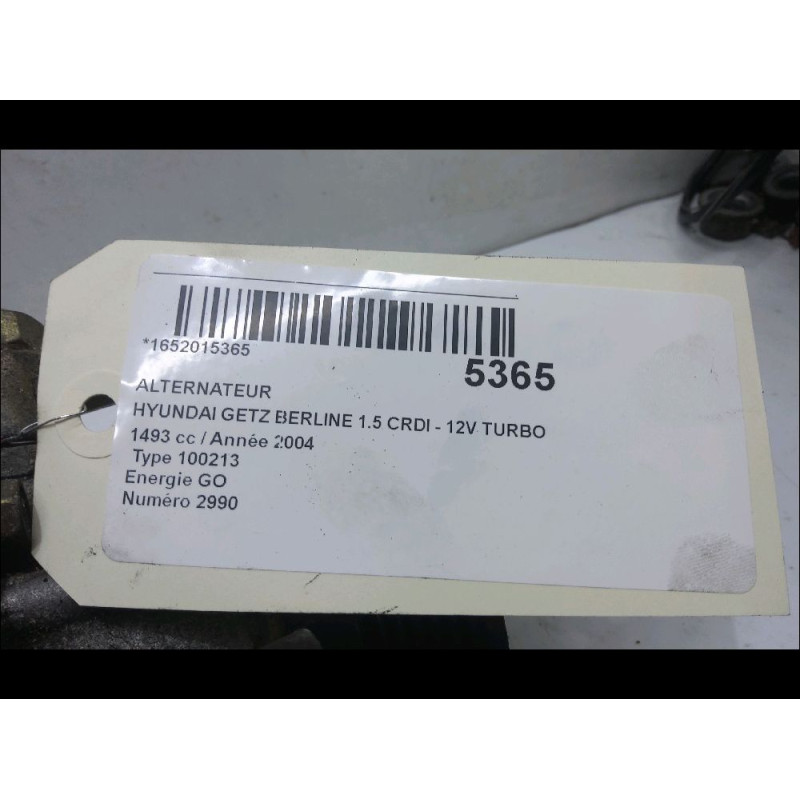 *1652015365
5365
ALTERNATEUR
HYUNDAI GETZ BERLINE 1.5 CRDI - 12V TURBO
1493 cc / Année 2004
Type 100213
Energie GO
Numéro 2990